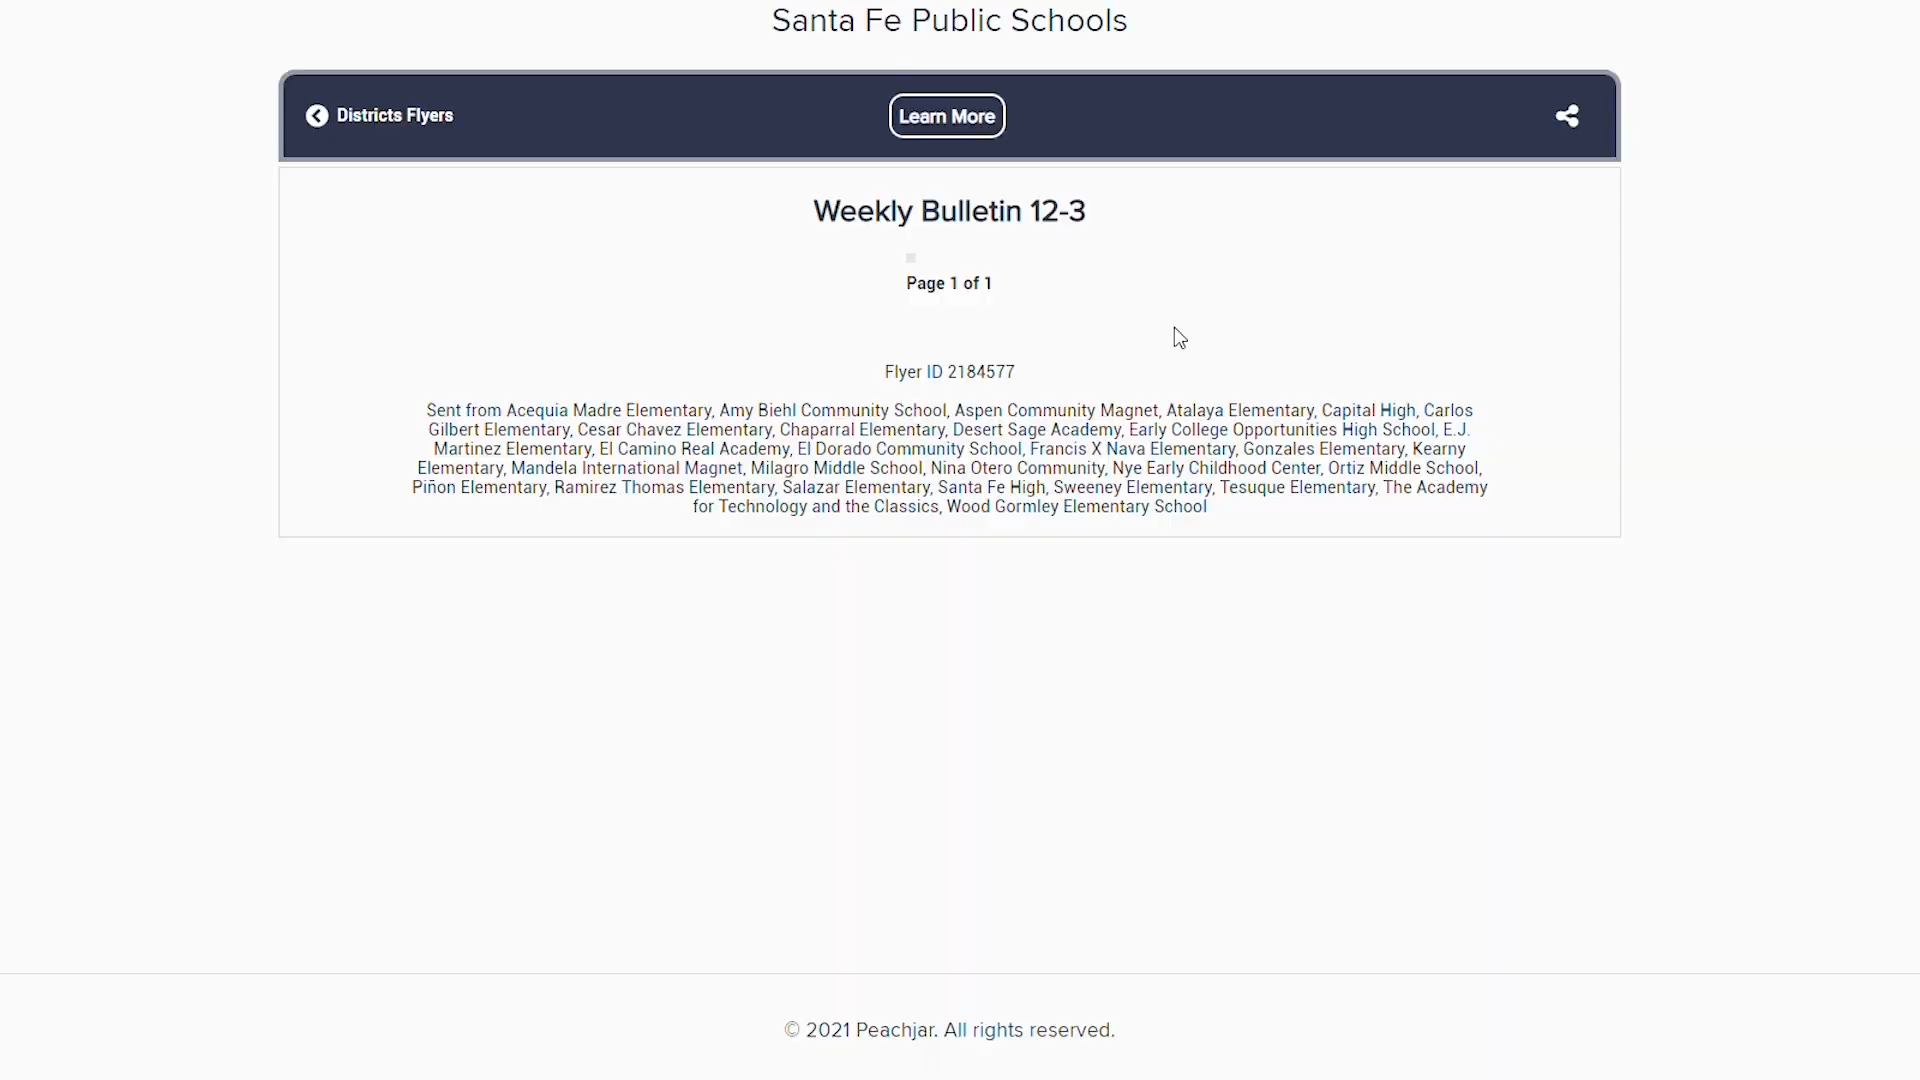 Santa Fe Public Schools
Districts Flyers
Learn More
Weekly Bulletin 12-3
Page 1 of 1
Flyer ID 2184577
Sent from Acequia Madre Elementary, Amy Biehl Community School, Aspen Community Magnet, Atalaya Elementary, Capital High, Carlos
Gilbert Elementary, Cesar Chavez Elementary, Chaparral Elementary, Desert Sage Academy, Early College Opportunities High School, E.J.
Martinez Elementary, El Camino Real Academy, El Dorado Community School, Francis X Nava Elementary, Gonzales Elementary, Kearny
Elementary, Mandela International Magnet, Milagro Middle School, Nina Otero Community, Nye Early Childhood Center, Ortiz Middle School,
Piñon Elementary, Ramirez Thomas Elementary, Salazar Elementary, Santa Fe High, Sweeney Elementary, Tesuque Elementary, The Academy
for Technology and the Classics, Wood Gormley Elementary School
© 2021 Peachjar. All rights reserved.